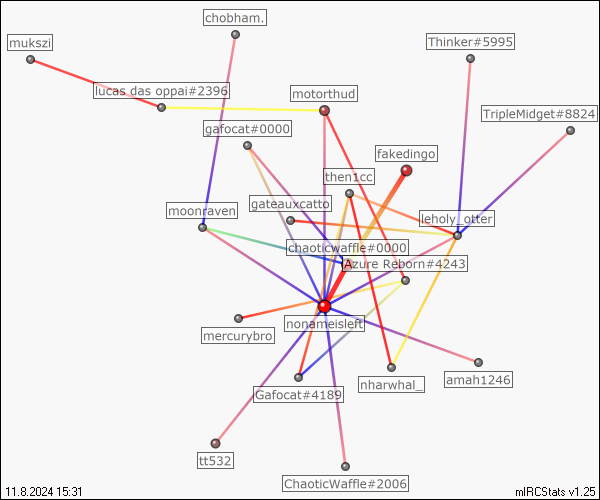 chobham.
mukszi
Thinker#5995
lucas das oppai#2396
motorthud
TripleMidget#8824
gafocat#0000
fakedingo
then1cc
gateauxcatto
moonraven
leholy_otter
chaoticwaffle#0000
Azure Reborn#4243
nonameisleft
mercurybro
nharwhal_
amah1246
Gafocat#4189
tt532
ChaoticWaffle#2006
11.8.2024 15:31
mIRCStats v1.25